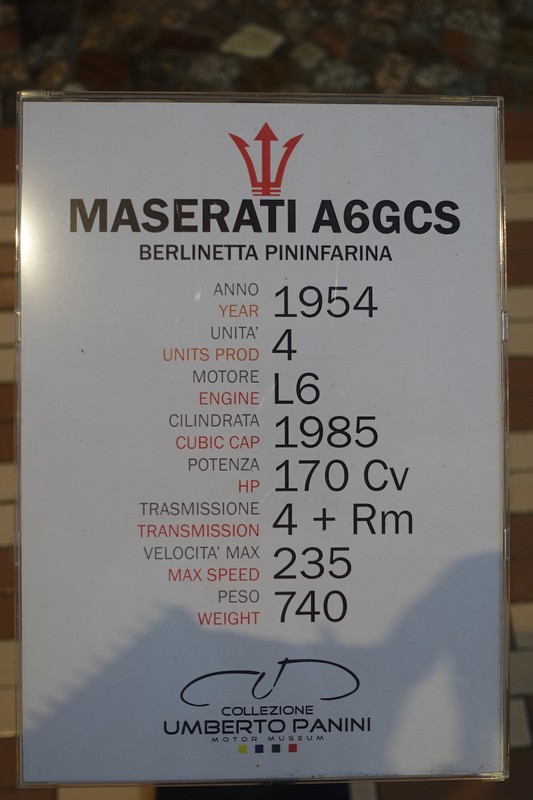 MASERATI A6GCS
BERLINETTA PININFARINA
ANNO
YEAR 1954
UNITA'
UNITS PROD 4
MOTORE
ENGINE L6
CILINDRATA
CUBIC CAP 1985
POTENZA
HP 170 Cv
TRASMISSIONE
TRANSMISSION 4 + Rm
VELOCITA' MAX
MAX SPEED 235
PESO
WEIGHT 740
COLLEZIONE
UMBERTO PANINI
MOTOR MUSEUM